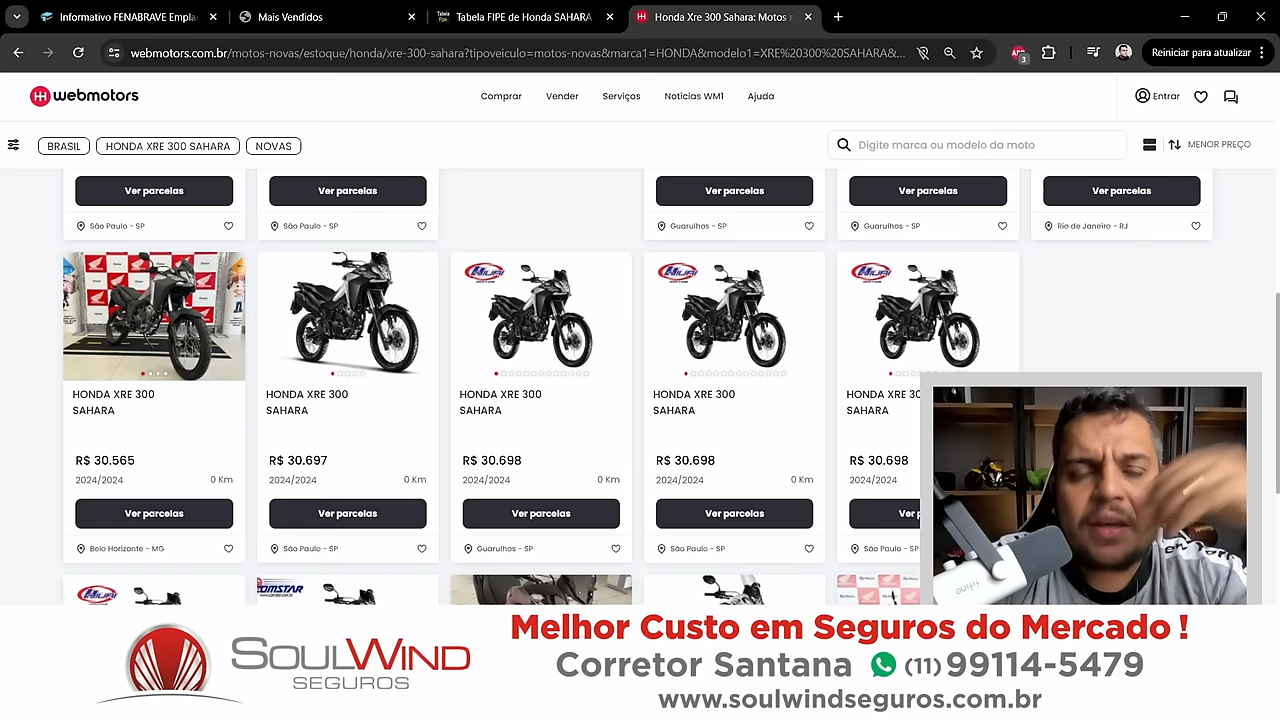 Informativo FENABRAVE Empla
Mais Vendidos
Tabela FIPE de Honda SAHARA
Honda Xre 300 Sahara: Motos n
webmotors.com.br/motos-novas/estoque/honda/xre-300-sahara?tipoveiculo=motos-novas&marca1=HONDA&modelo1=XRE%20300%20SAHARA&...
3
Reiniciar para atualizar
webmotors
Comprar
Vender
Serviços
Notícias WM1
Ajuda
Entrar
BRASIL
HONDA XRE 300 SAHARA
NOVAS
Digite marca ou modelo da moto
MENOR PREÇO
Ver parcelas
Ver parcelas
Ver parcelas
Ver parcelas
Ver parcelas
São Paulo - SP
São Paulo - SP
Guarulhos - SP
Guarulhos - SP
Rio de Janeiro - RJ
HONDA XRE 300
SAHARA
R$ 30.565
2024/2024 0 Km
Ver parcelas
Belo Horizonte - MG
HONDA XRE 300
SAHARA
R$ 30.697
2024/2024 0 Km
Ver parcelas
São Paulo - SP
HONDA XRE 300
SAHARA
R$ 30.698
2024/2024 0 Km
Ver parcelas
Guarulhos - SP
HONDA XRE 300
SAHARA
R$ 30.698
2024/2024 0 Km
Ver parcelas
São Paulo - SP
HONDA XRE 30
SAHARA
R$ 30.698
2024/2024
Ver
São Paulo - SP
SOULWIND
SEGUROS
Melhor Custo em Seguros do Mercado !
Corretor Santana (11) 99114-5479
www.soulwindseguros.com.br